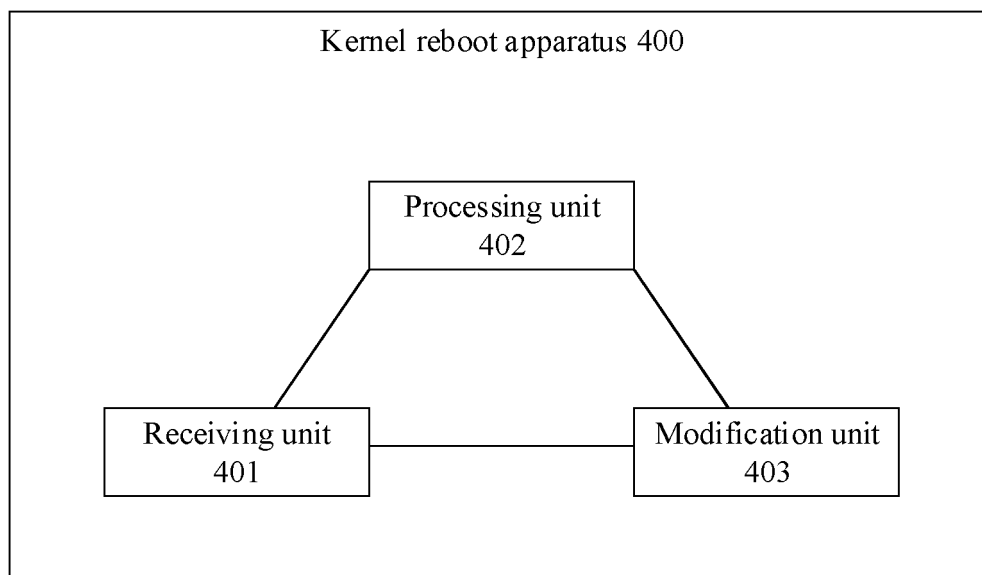 Kernel reboot apparatus 400
Processing unit
402
Receiving unit
401
Modification unit
403